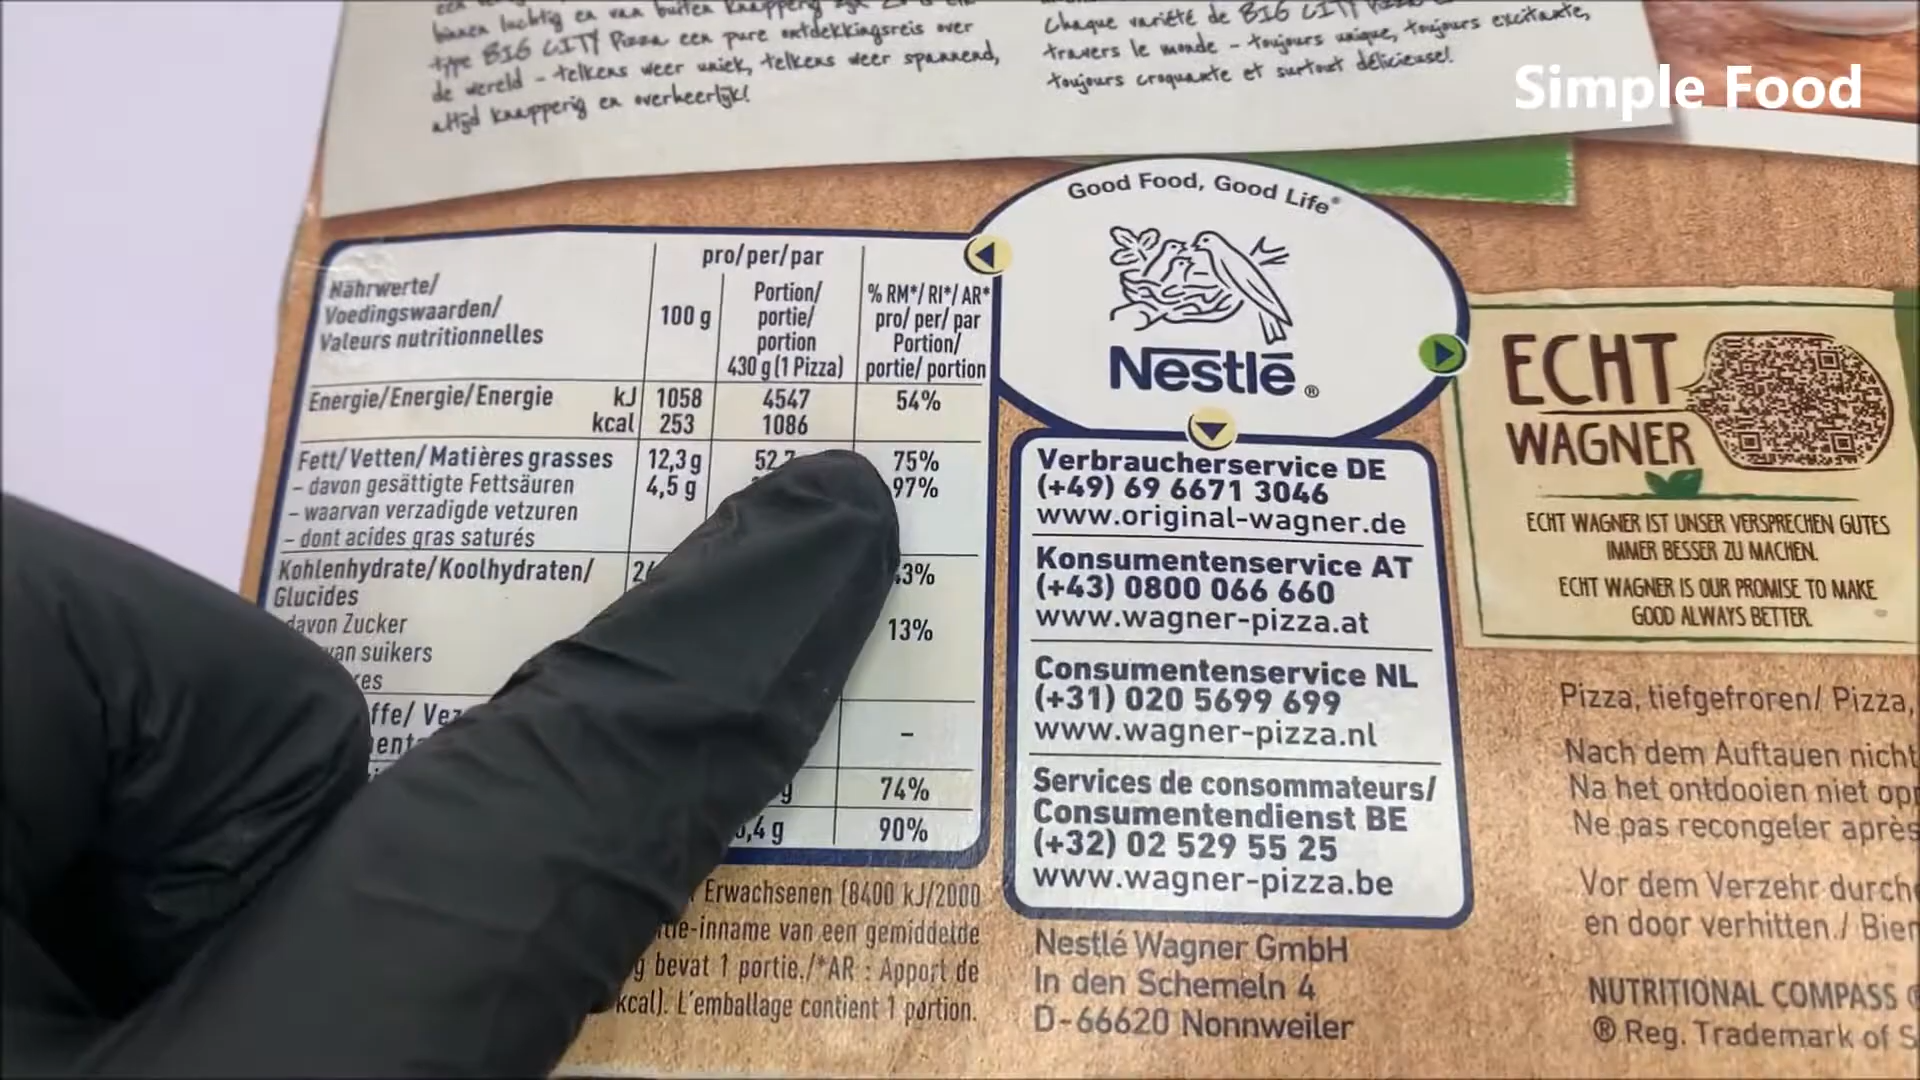 binnen luchtig en van buiten knapperig
type BIG CITY Pizza een pure ontdekkingsreis over
de wereld - telkens weer uniek, telkens weer spannend,
altijd knapperig en overheerlijk!
Chaque variété de BIG CITY
travers le monde - toujours unique, toujours excitante,
toujours croquante et surtout délicieuse!
Simple Food
Nährwerte/
Voedingswaarden/
Valeurs nutritionnelles
pro/per/par
100 g
Portion/
portie/
portion
430 g (1 Pizza)
% RM*/ RI*/ AR*
pro/ per/ par
Portion/
portie/ portion
Energie/Energie/Energie kJ 1058 4547 54%
kcal 253 1086
Fett/Vetten/Matières grasses 12,3 g 52,7 75%
- davon gesättigte Fettsäuren 4,5 g 97%
- waarvan verzadigde vetzuren
- dont acides gras saturés
Kohlenhydrate/Koolhydraten/
Glucides
davon Zucker 13%
suikers
–
g 74%
,4 g 90%
Erwachsenen (8400 kJ/2000
van een gemiddelde
bevat 1 portie./*AR : Apport de
kcal). L'emballage contient 1 portion.
Good Food, Good Life®
Nestlé®
Verbraucherservice DE
(+49) 69 6671 3046
www.original-wagner.de
Konsumentenservice AT
(+43) 0800 066 660
www.wagner-pizza.at
Consumentenservice NL
(+31) 020 5699 699
www.wagner-pizza.nl
Services de consommateurs/
Consumentendienst BE
(+32) 02 529 55 25
www.wagner-pizza.be
Nestlé Wagner GmbH
In den Schemeln 4
D-66620 Nonnweiler
ECHT
WAGNER
ECHT WAGNER IST UNSER VERSPRECHEN GUTES
IMMER BESSER ZU MACHEN.
ECHT WAGNER IS OUR PROMISE TO MAKE
GOOD ALWAYS BETTER.
Pizza, tiefgefroren/ Pizza,
Nach dem Auftauen nicht
Na het ontdooien niet
Ne pas recongeler après
Vor dem Verzehr
en door verhitten./
NUTRITIONAL COMPASS
® Reg. Trademark of